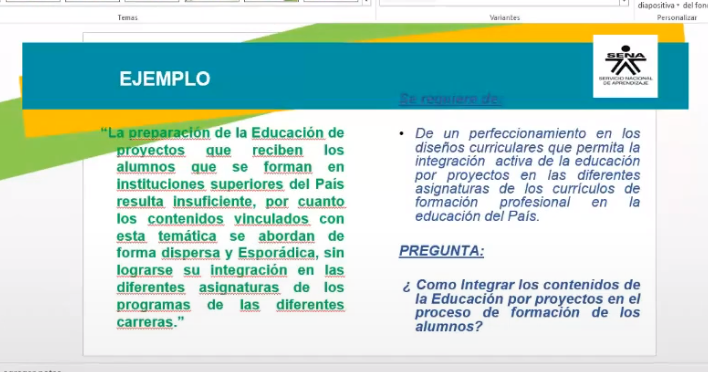 diapositiva del fon
Temas
Variantes
Personalizar
EJEMPLO
SENA
SERVICIO NACIONAL
DE APRENDIZAJE
“La preparación de la Educación de
proyectos que reciben los
alumnos que se forman en
instituciones superiores del País
resulta insuficiente, por cuanto
los contenidos vinculados con
esta temática se abordan de
forma dispersa y Esporádica, sin
lograrse su integración en las
diferentes asignaturas de los
programas de las diferentes
carreras.”
Se requiere de:
• De un perfeccionamiento en los
diseños curriculares que permita la
integración activa de la educación
por proyectos en las diferentes
asignaturas de los currículos de
formación profesional en la
educación del País.
PREGUNTA:
¿ Como Integrar los contenidos de
la Educación por proyectos en el
proceso de formación de los
alumnos?